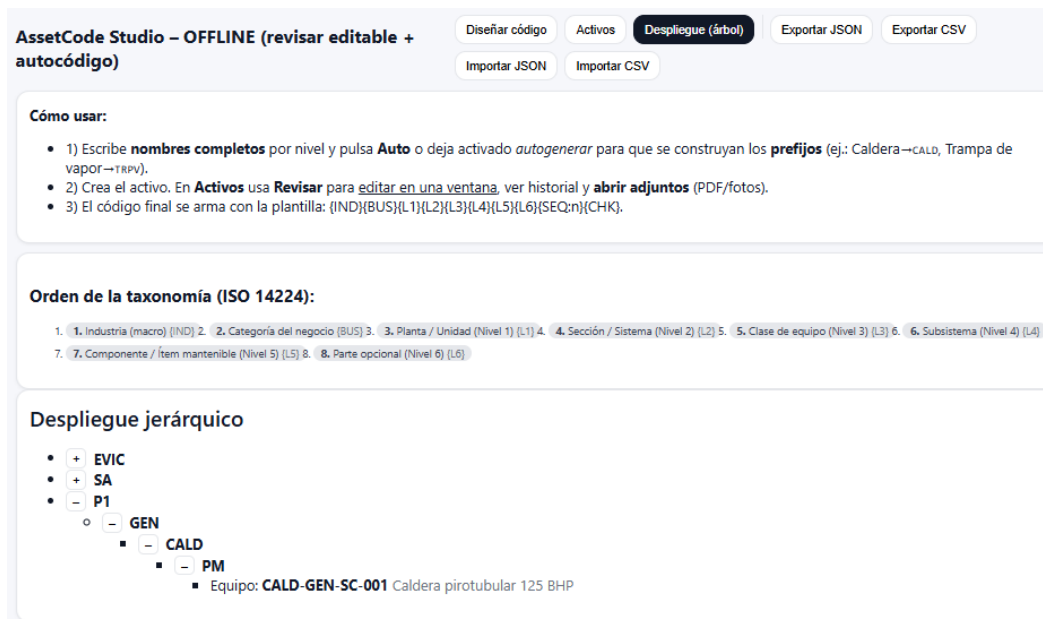 AssetCode Studio – OFFLINE (revisar editable + autocódigo)
Diseñar código
Activos
Despliegue (árbol)
Exportar JSON
Exportar CSV
Importar JSON
Importar CSV
Cómo usar:
• 1) Escribe nombres completos por nivel y pulsa Auto o deja activado autogenerar para que se construyan los prefijos (ej.: Caldera→CALD, Trampa de
vapor→TRPV).
• 2) Crea el activo. En Activos usa Revisar para editar en una ventana, ver historial y abrir adjuntos (PDF/fotos).
• 3) El código final se arma con la plantilla: {IND}{BUS}{L1}{L2}{L3}{L4}{L5}{L6}{SEQ:n}{CHK}.
Orden de la taxonomía (ISO 14224):
1. 1. Industria (macro) {IND} 2. 2. Categoría del negocio {BUS} 3. 3. Planta / Unidad (Nivel 1) {L1} 4. 4. Sección / Sistema (Nivel 2) {L2} 5. 5. Clase de equipo (Nivel 3) {L3} 6. 6. Subsistema (Nivel 4) {L4}
7. 7. Componente / Ítem mantenible (Nivel 5) {L5} 8. 8. Parte opcional (Nivel 6) {L6}
Despliegue jerárquico
• + EVIC
• + SA
• – P1
○ – GEN
▪ – CALD
▪ – PM
▪ Equipo: CALD-GEN-SC-001 Caldera pirotubular 125 BHP